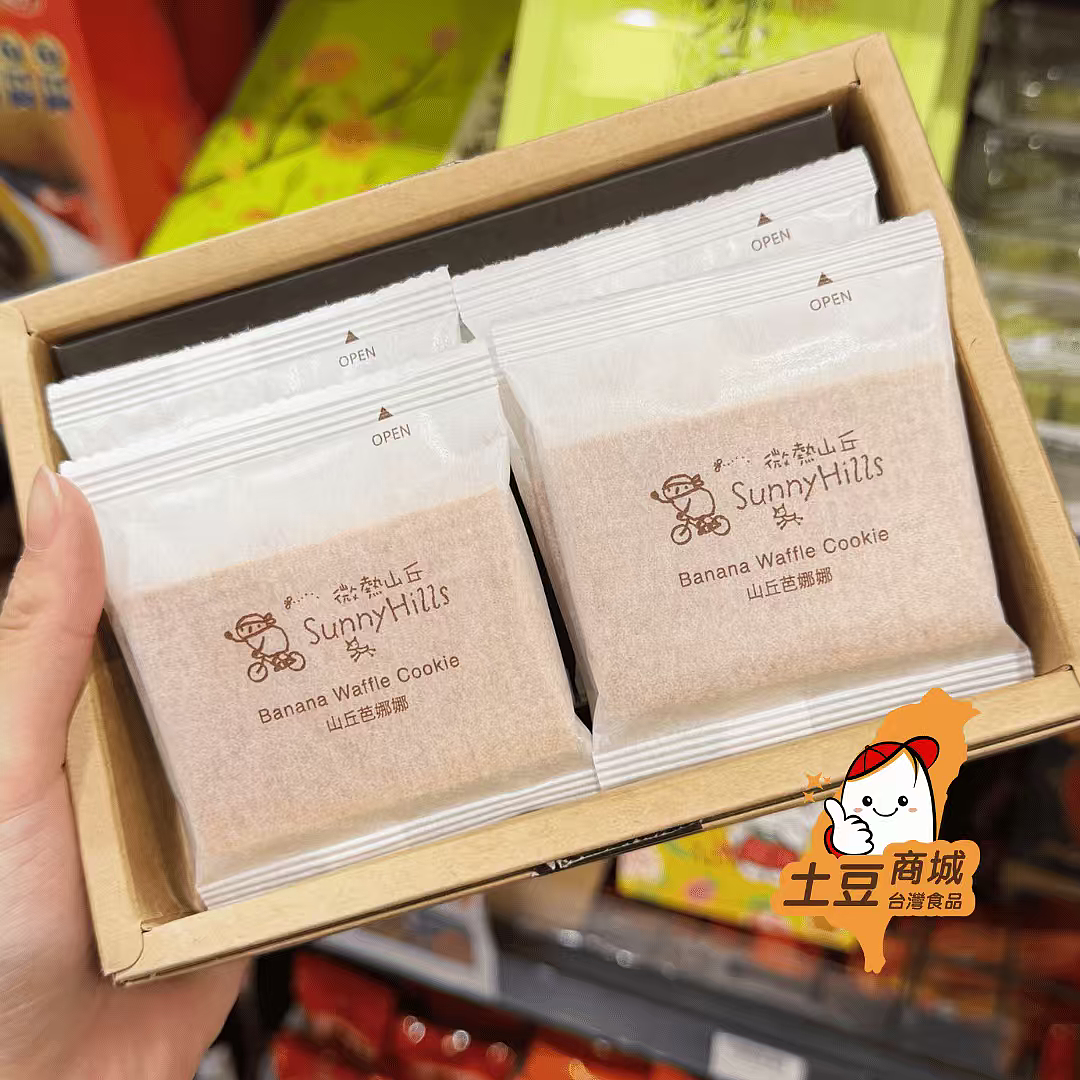 OPEN
OPEN
OPEN
OPEN
微熱山丘
SunnyHills
Banana Waffle Cookie
山丘芭娜娜
微熱山丘
SunnyHills
Banana Waffle Cookie
山丘芭娜娜
土豆商城
台灣食品